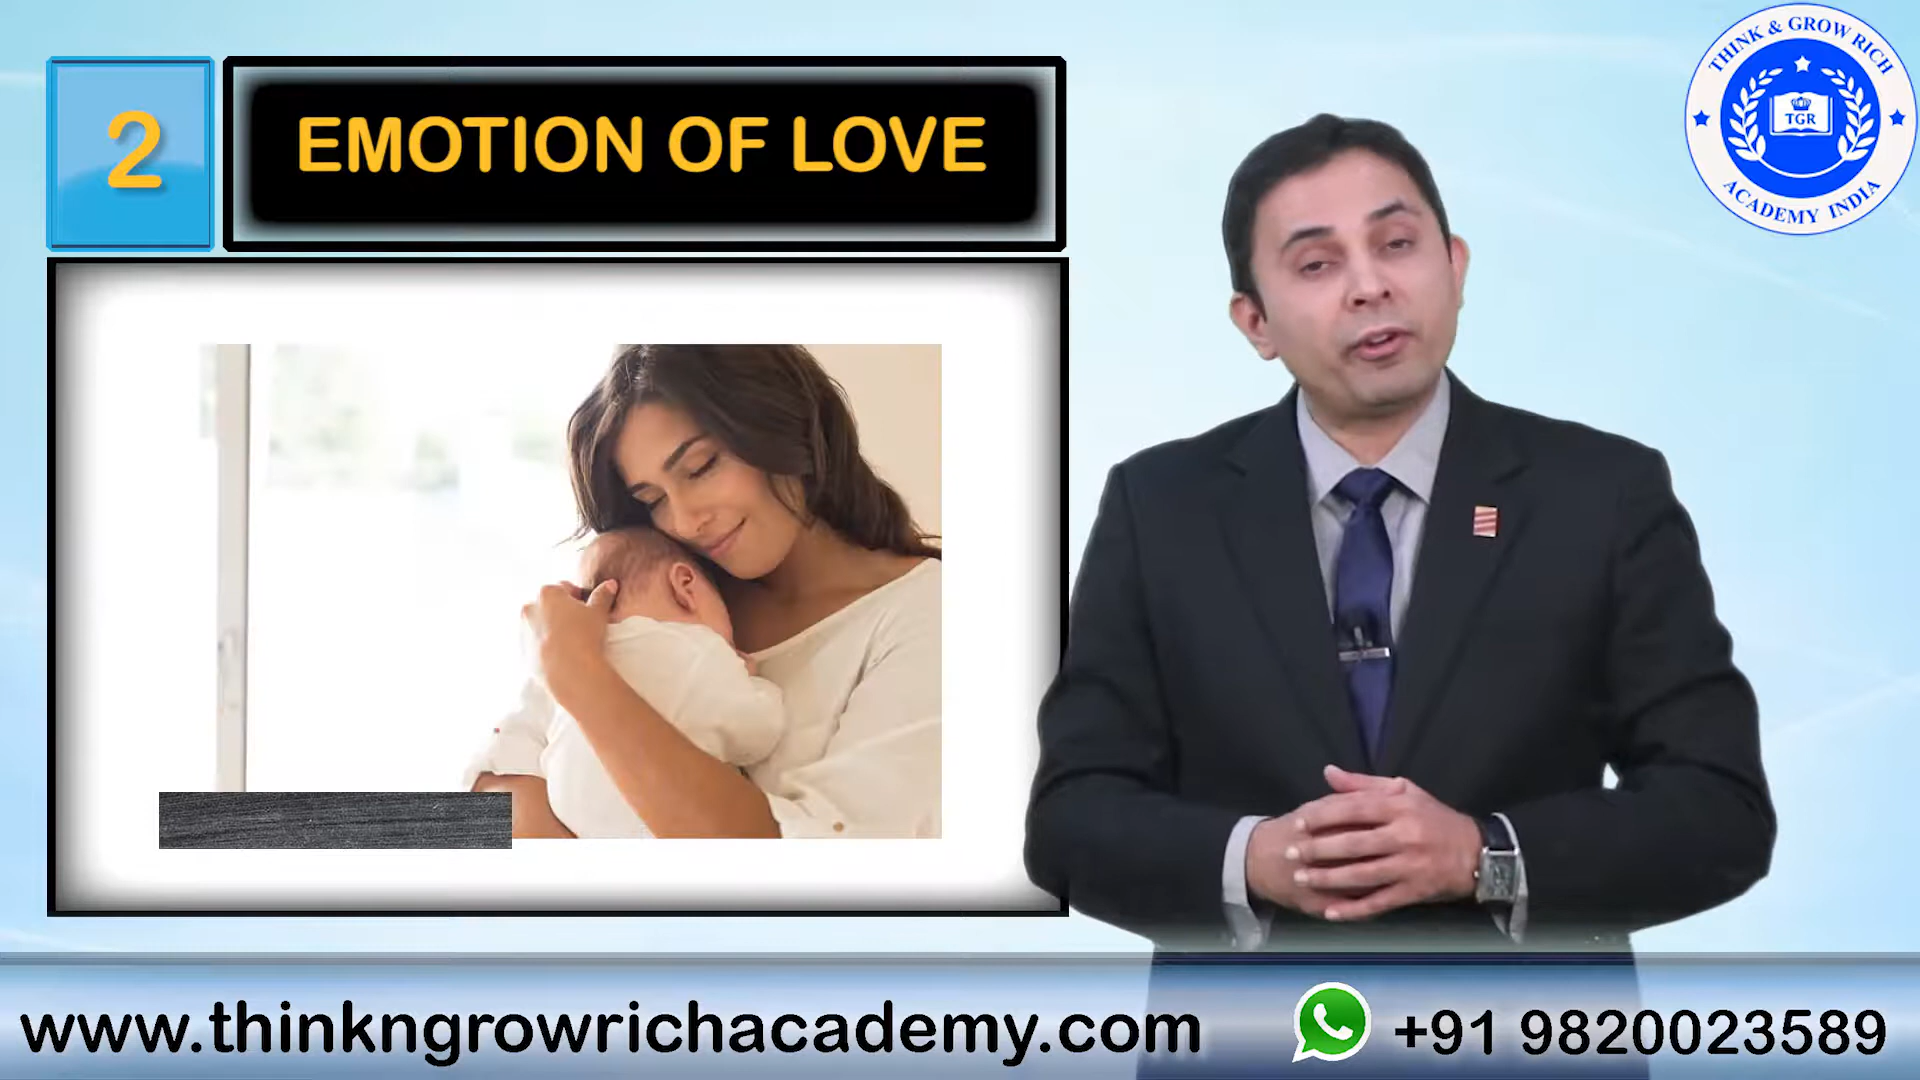 2
EMOTION OF LOVE
THINK & GROW RICH
TGR
ACADEMY INDIA
www.thinkngrowrichacademy.com
+91 9820023589